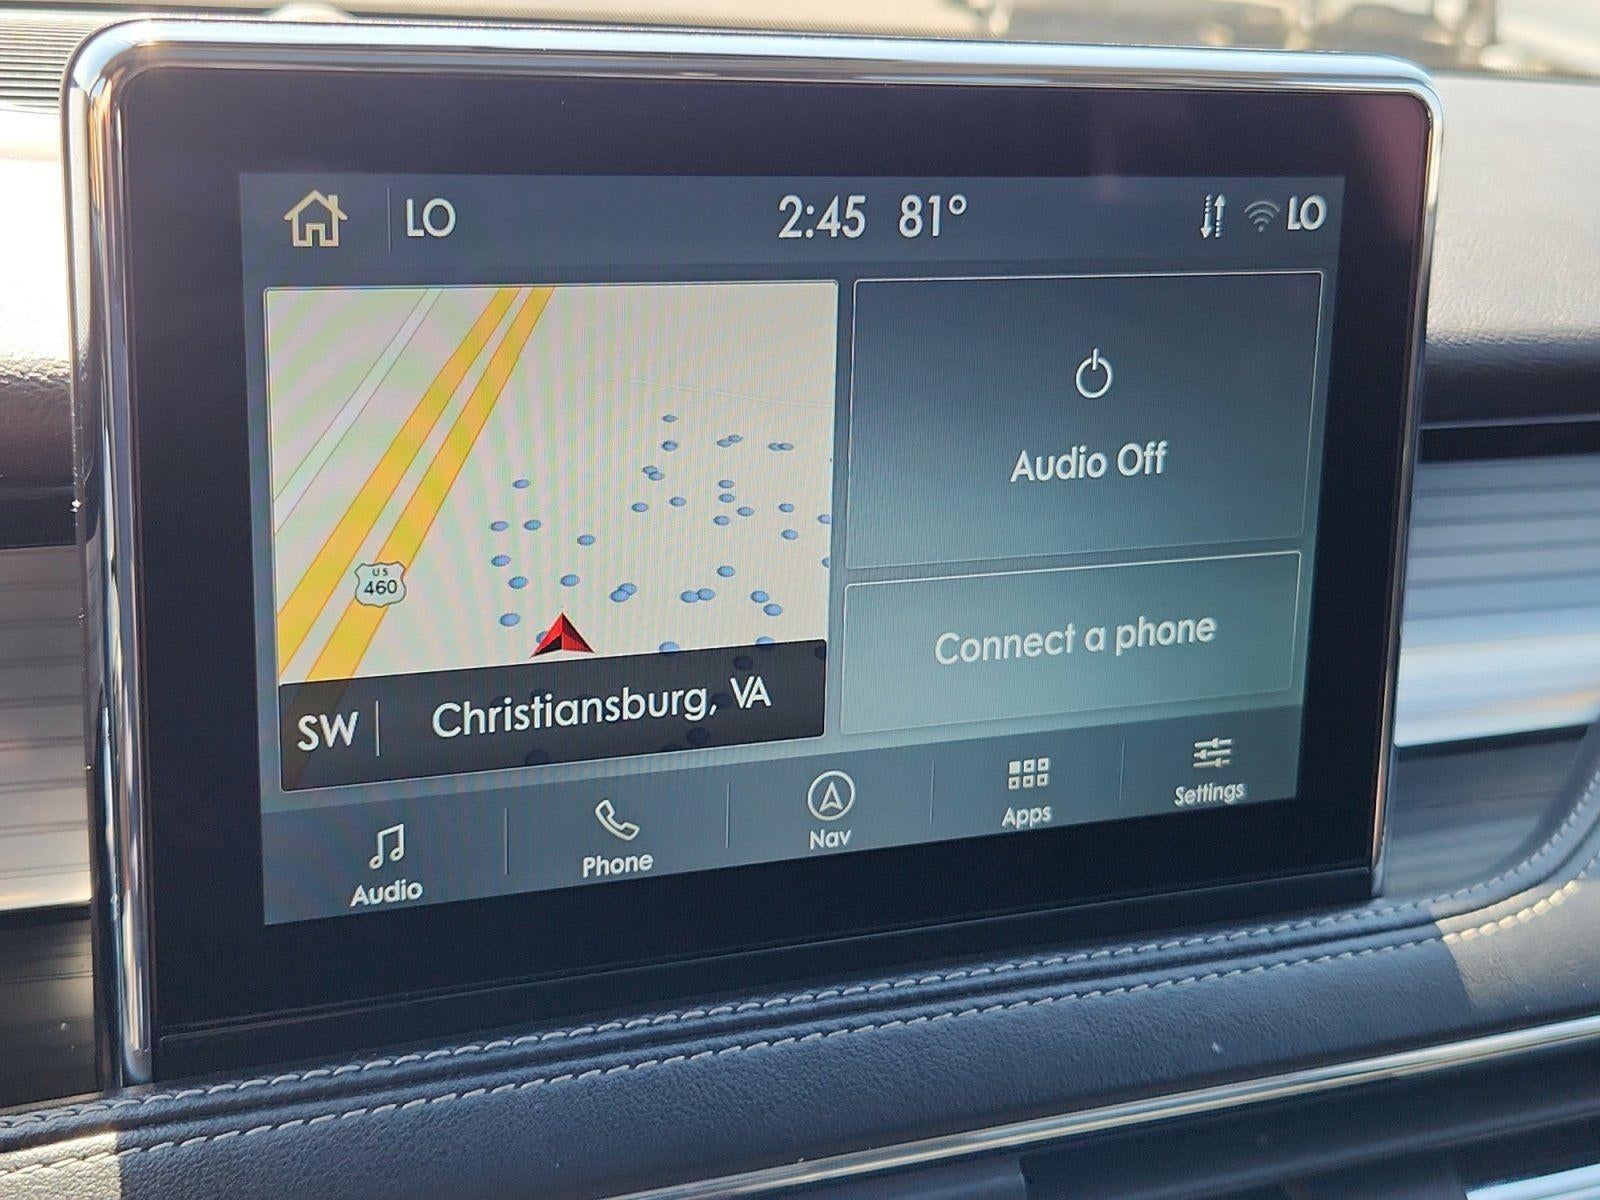 LO 2:45 81° LO
US
460
SW Christiansburg, VA
Audio Off
Connect a phone
Audio Phone Nav Apps Settings